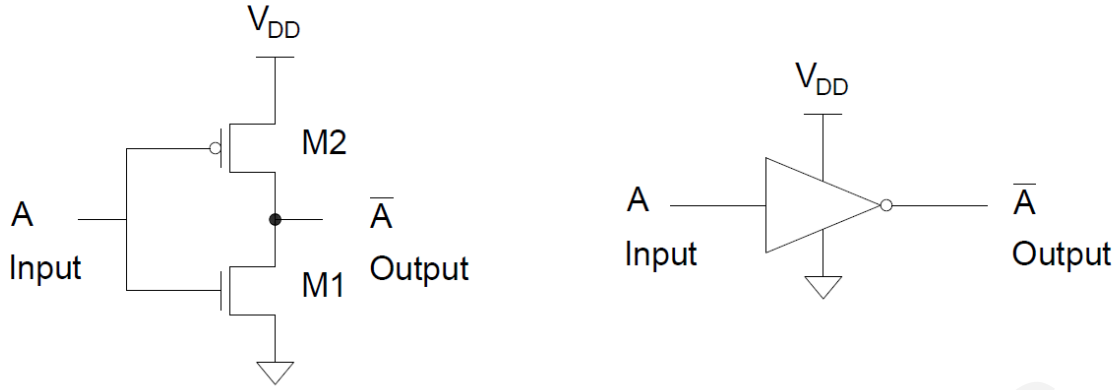 V_DD
M2
A
Input
A̅
Output
M1
V_DD
A
Input
A̅
Output